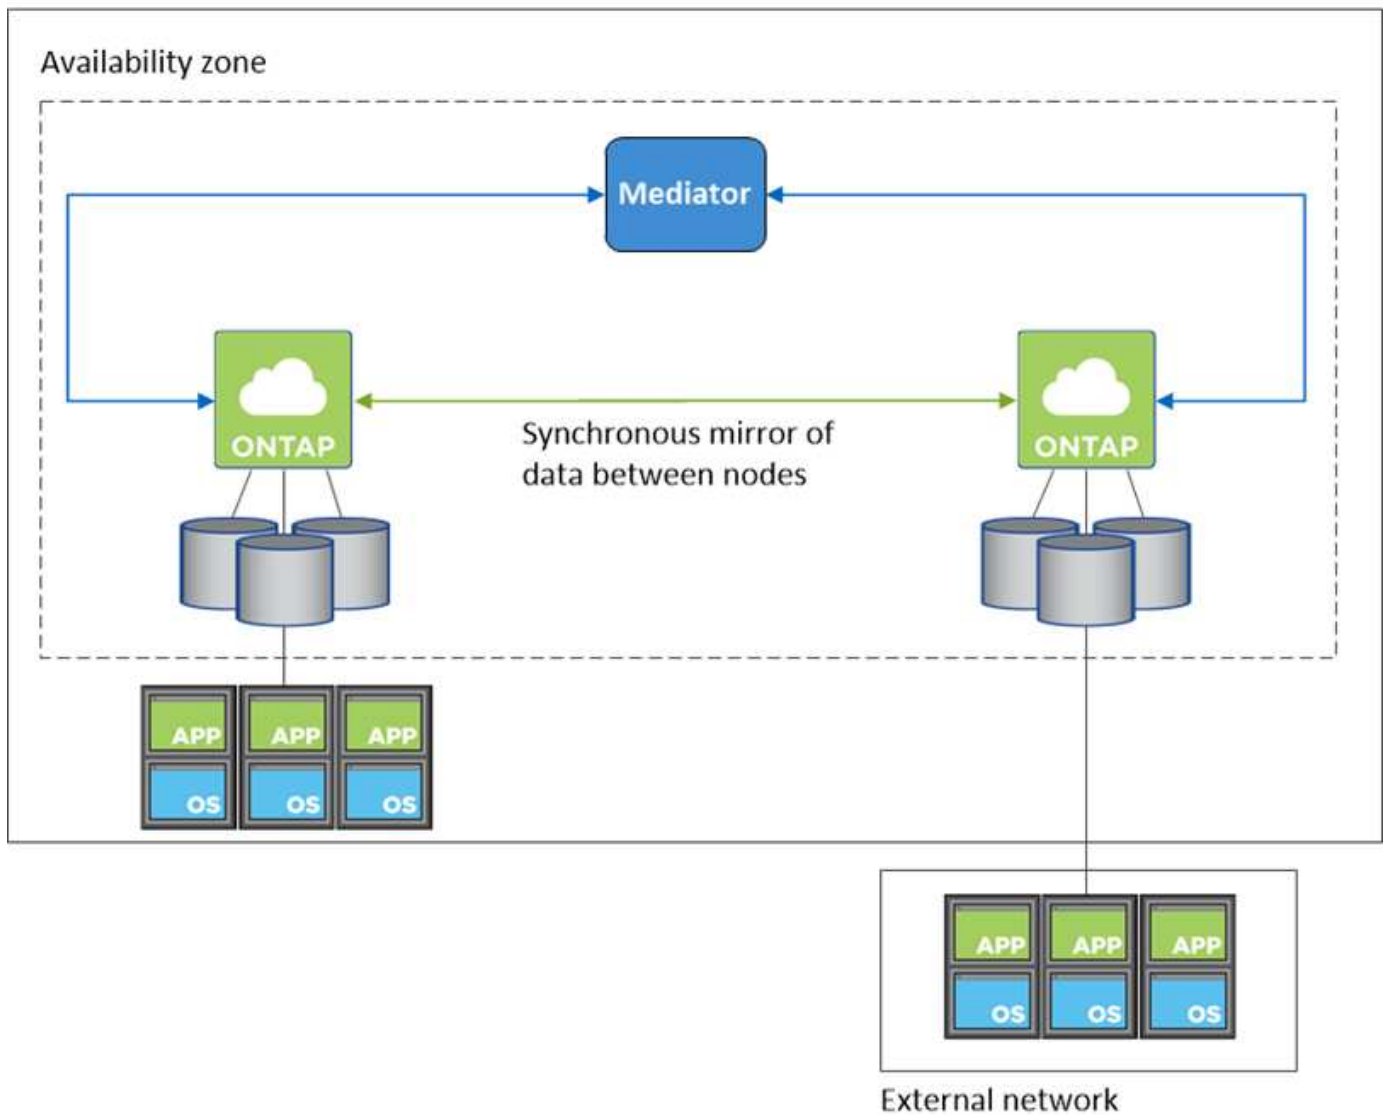 Availability zone
Mediator
ONTAP
ONTAP
Synchronous mirror of
data between nodes
APP APP APP
OS OS OS
APP APP APP
OS OS OS
External network